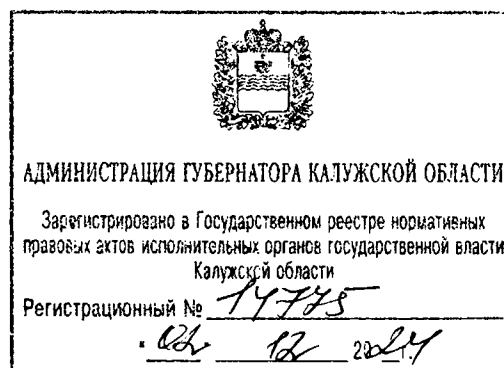 АДМИНИСТРАЦИЯ ГУБЕРНАТОРА КАЛУЖСКОЙ ОБЛАСТИ
Зарегистрировано в Государственном реестре нормативных
правовых актов исполнительных органов государственной власти
Калужской области
Регистрационный № 14775
"02" 12 2024 г.